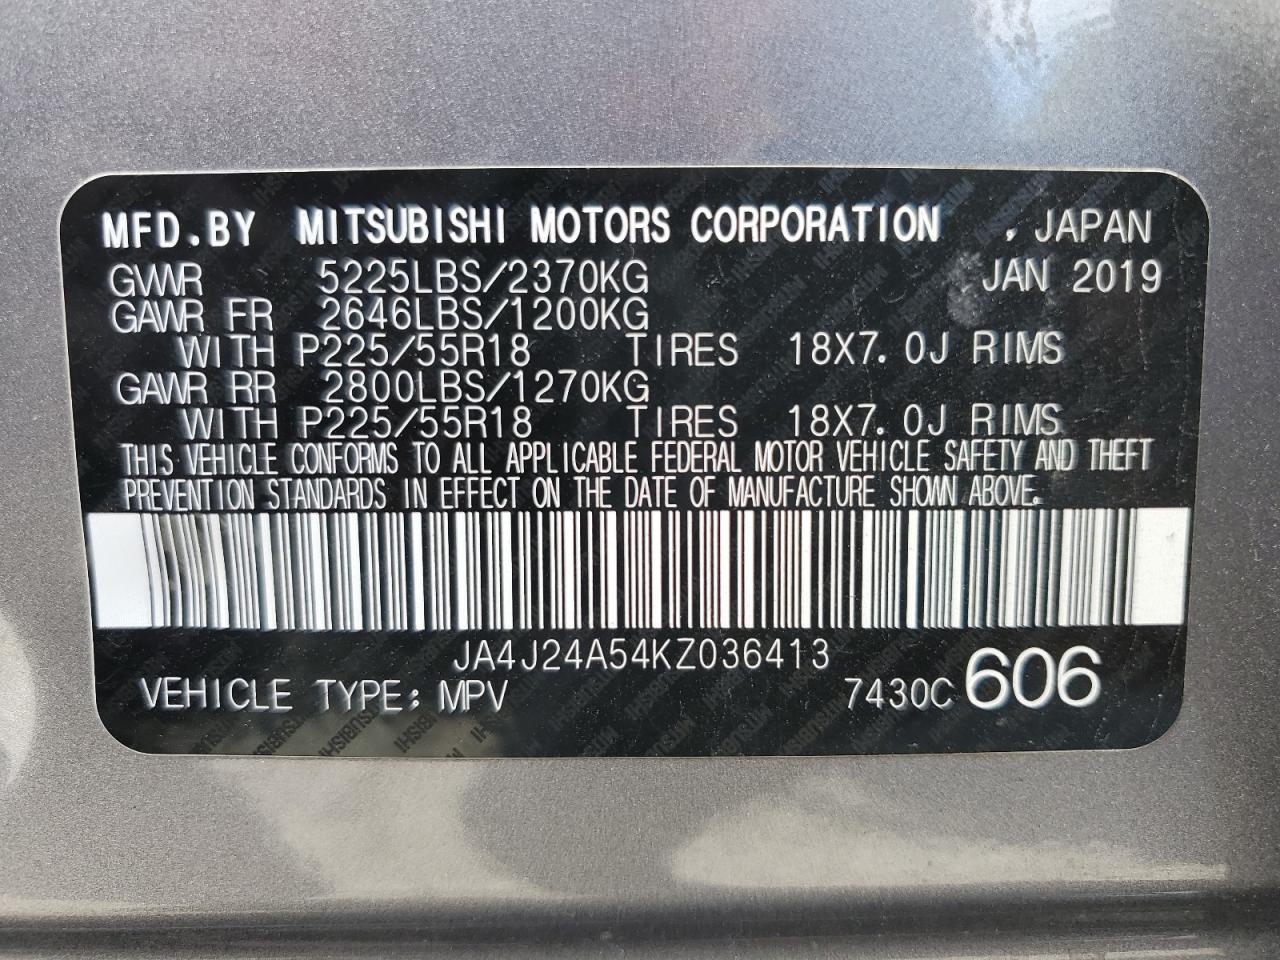 MFD.BY MITSUBISHI MOTORS CORPORATION , JAPAN
GVWR 5225LBS/2370KG JAN 2019
GAWR FR 2646LBS/1200KG
WITH P225/55R18 TIRES 18X7.0J RIMS
GAWR RR 2800LBS/1270KG
WITH P225/55R18 TIRES 18X7.0J RIMS
THIS VEHICLE CONFORMS TO ALL APPLICABLE FEDERAL MOTOR VEHICLE SAFETY AND THEFT
PREVENTION STANDARDS IN EFFECT ON THE DATE OF MANUFACTURE SHOWN ABOVE.
JA4J24A54KZ036413
VEHICLE TYPE: MPV 7430C 606